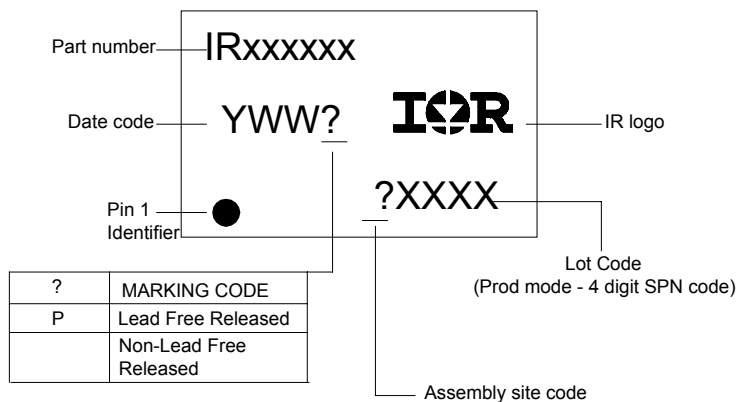 Part number
IRxxxxxx
Date code
YWW?
IOR
IR logo
?XXXX
Pin 1
Identifier
Lot Code
(Prod mode - 4 digit SPN code)
? MARKING CODE
P Lead Free Released
Non-Lead Free
Released
Assembly site code